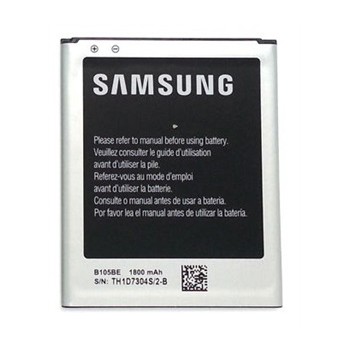 SAMSUNG
Please refer to manual before using battery.
Veuillez consulter le guide d'utilisation
avant d'utiliser la pile.
Referez-vous au mode d'emploi
avant d'utiliser la batterie.
Consulte o manual antes de usar a bateria.
Por favor lea el manual antes de utilizar la batería.
B105BE 1800 mAh
S/N: TH1D7304S/2-B